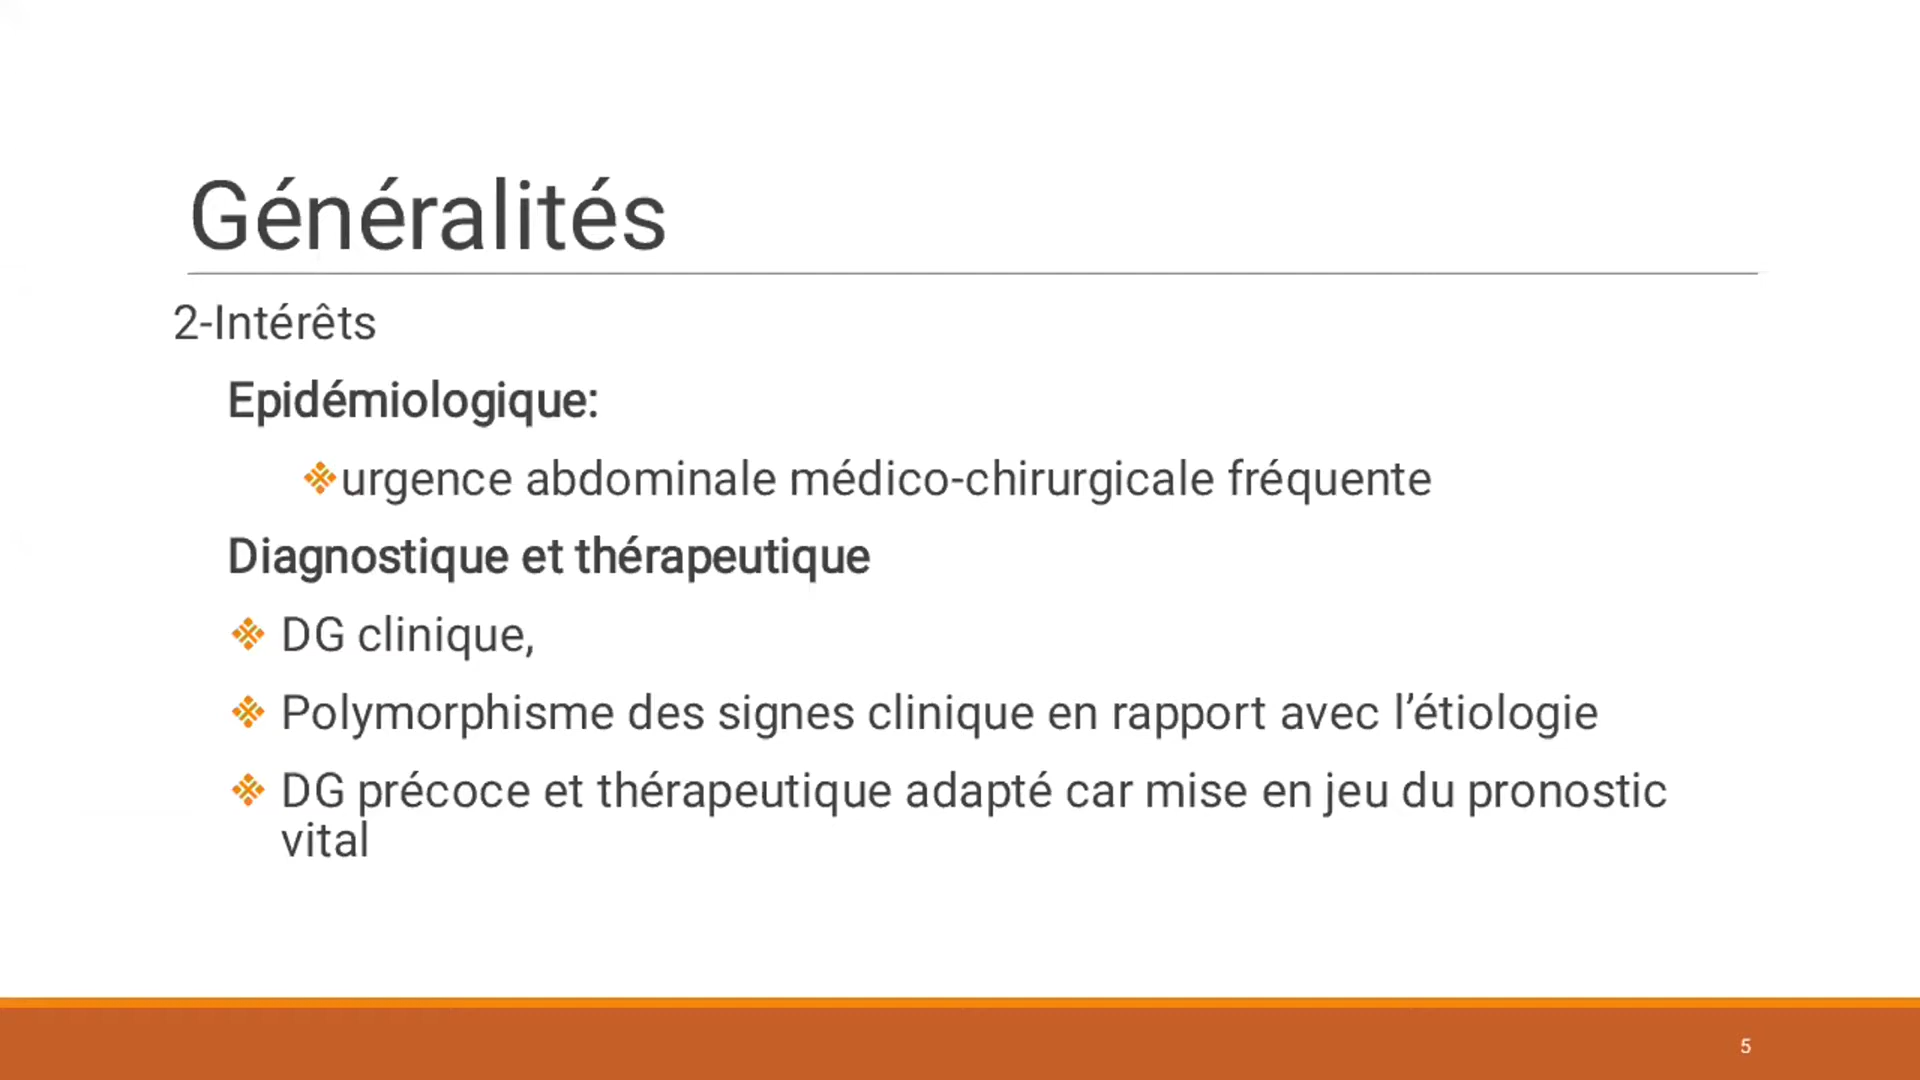 Généralités
2-Intérêts
Epidémiologique:
❖urgence abdominale médico-chirurgicale fréquente
Diagnostique et thérapeutique
❖ DG clinique,
❖ Polymorphisme des signes clinique en rapport avec l’étiologie
❖ DG précoce et thérapeutique adapté car mise en jeu du pronostic
vital
5